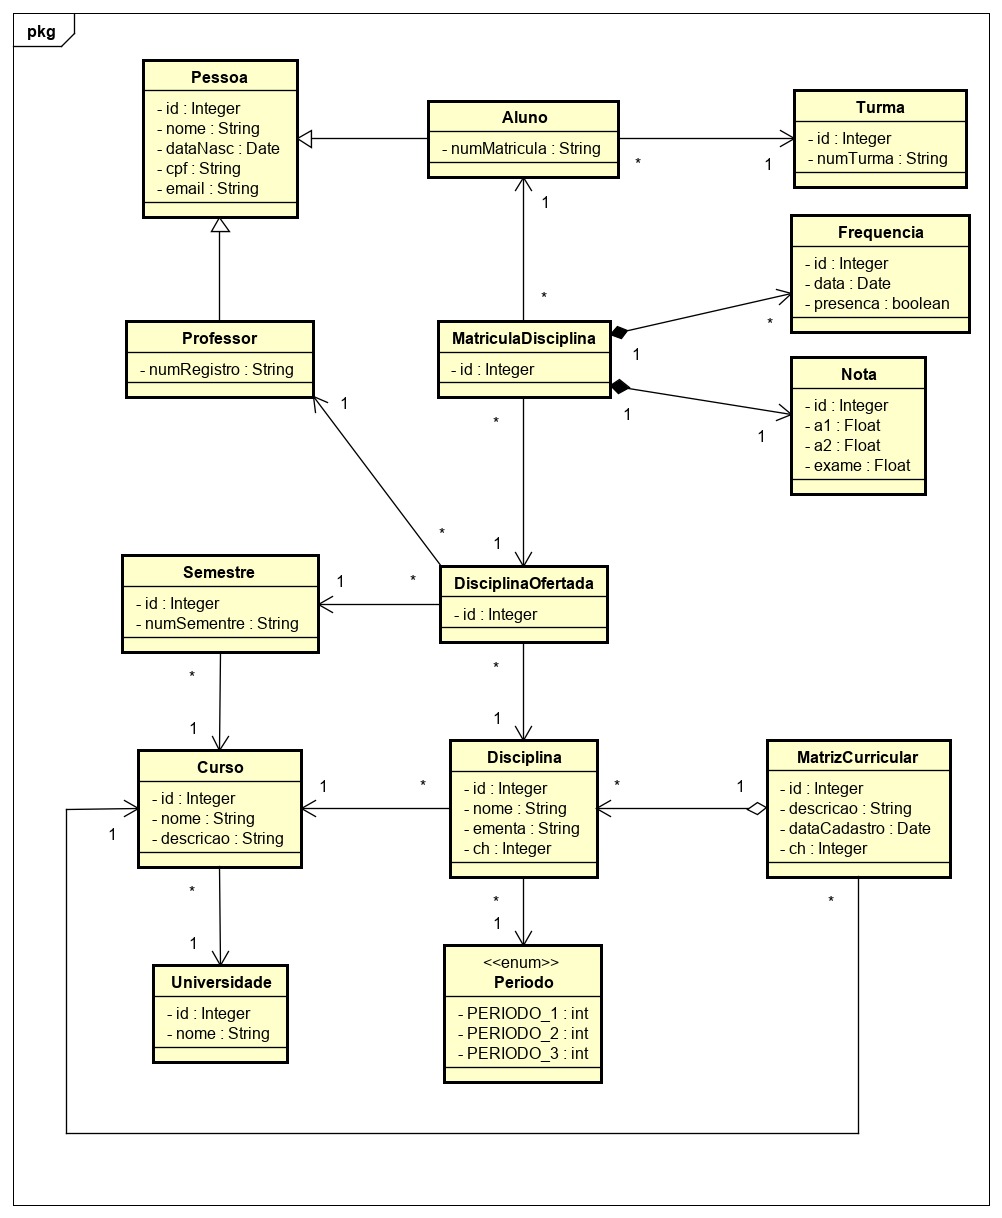 pkg
Pessoa
- id : Integer
- nome : String
- dataNasc : Date
- cpf : String
- email : String
Aluno
- numMatricula : String
*
1
Turma
- id : Integer
- numTurma : String
1
*
Frequencia
- id : Integer
- data : Date
- presenca : boolean
Professor
- numRegistro : String
MatriculaDisciplina
- id : Integer
1
*
1
1
Nota
- id : Integer
- a1 : Float
- a2 : Float
- exame : Float
1
*
*
1
Semestre
- id : Integer
- numSementre : String
1
*
DisciplinaOfertada
- id : Integer
*
1
*
1
Curso
- id : Integer
- nome : String
- descricao : String
1
1
*
Disciplina
- id : Integer
- nome : String
- ementa : String
- ch : Integer
*
1
MatrizCurricular
- id : Integer
- descricao : String
- dataCadastro : Date
- ch : Integer
*
1
*
1
*
Universidade
- id : Integer
- nome : String
<<enum>>
Periodo
- PERIODO_1 : int
- PERIODO_2 : int
- PERIODO_3 : int